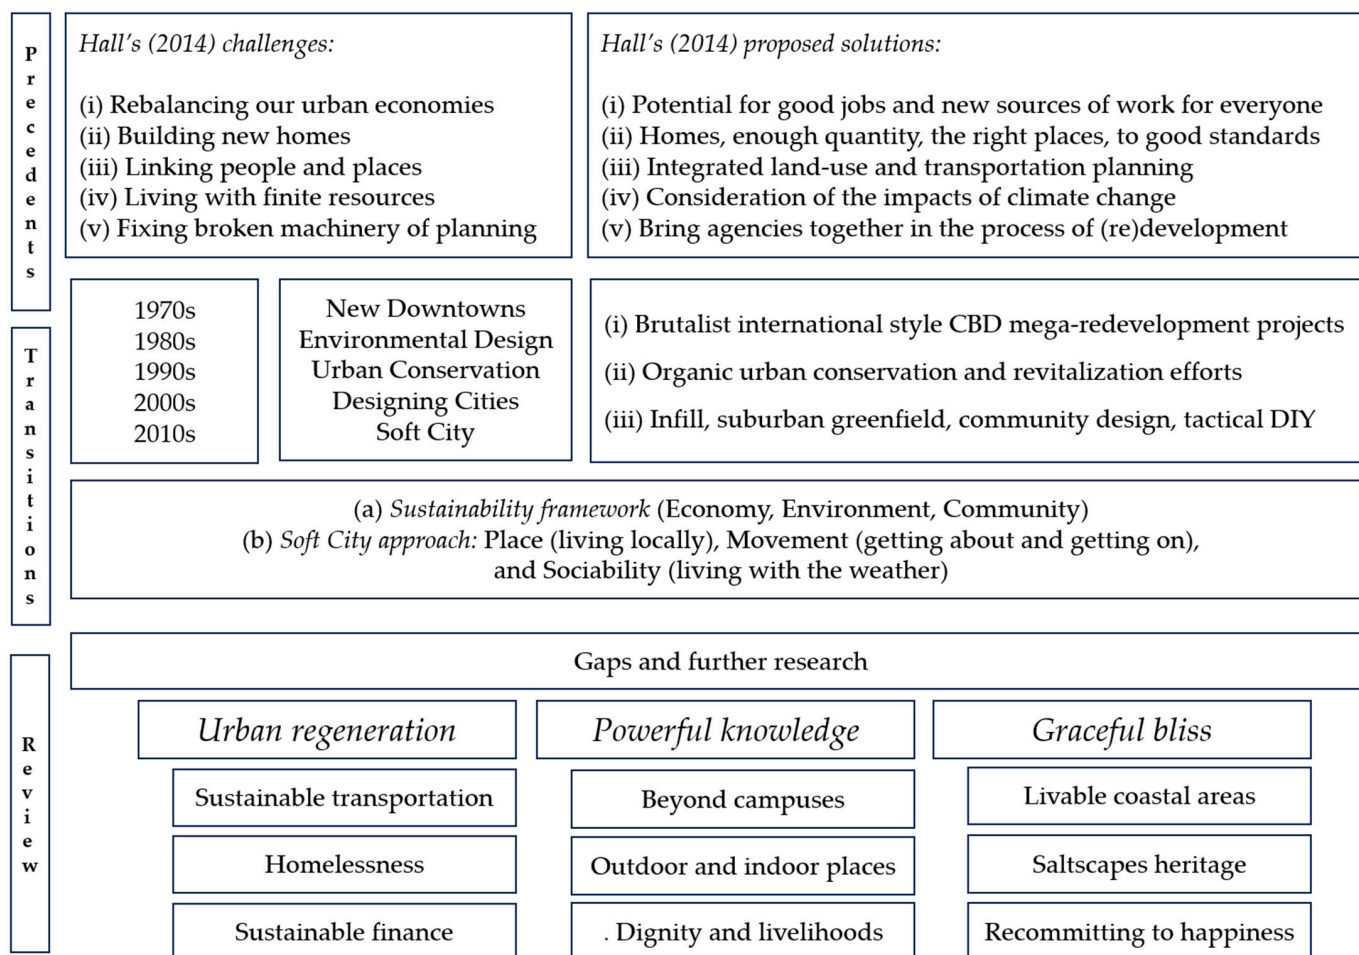 Precedents
Hall's (2014) challenges:
(i) Rebalancing our urban economies
(ii) Building new homes
(iii) Linking people and places
(iv) Living with finite resources
(v) Fixing broken machinery of planning
Hall's (2014) proposed solutions:
(i) Potential for good jobs and new sources of work for everyone
(ii) Homes, enough quantity, the right places, to good standards
(iii) Integrated land-use and transportation planning
(iv) Consideration of the impacts of climate change
(v) Bring agencies together in the process of (re)development
Transitions
1970s
1980s
1990s
2000s
2010s
New Downtowns
Environmental Design
Urban Conservation
Designing Cities
Soft City
(i) Brutalist international style CBD mega-redevelopment projects
(ii) Organic urban conservation and revitalization efforts
(iii) Infill, suburban greenfield, community design, tactical DIY
(a) Sustainability framework (Economy, Environment, Community)
(b) Soft City approach: Place (living locally), Movement (getting about and getting on),
and Sociability (living with the weather)
Review
Gaps and further research
Urban regeneration
Sustainable transportation
Homelessness
Sustainable finance
Powerful knowledge
Beyond campuses
Outdoor and indoor places
. Dignity and livelihoods
Graceful bliss
Livable coastal areas
Saltscapes heritage
Recommitting to happiness